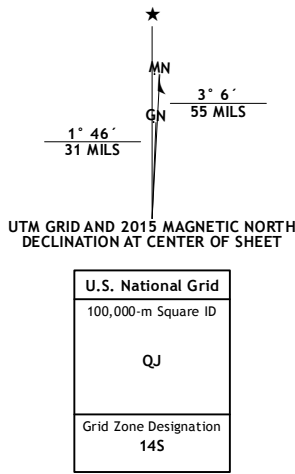 ★
MN
3° 6´
55 MILS
GN
1° 46´
31 MILS
UTM GRID AND 2015 MAGNETIC NORTH
DECLINATION AT CENTER OF SHEET
U.S. National Grid
100,000-m Square ID
QJ
Grid Zone Designation
14S